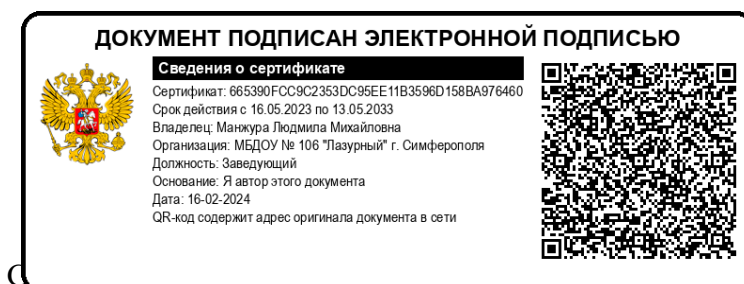 ДОКУМЕНТ ПОДПИСАН ЭЛЕКТРОННОЙ ПОДПИСЬЮ
Сведения о сертификате
Сертификат: 665390FCC9C2353DC95EE11B3596D158BA976460
Срок действия с 16.05.2023 по 13.05.2033
Владелец: Манжура Людмила Михайловна
Организация: МБДОУ № 106 "Лазурный" г. Симферополя
Должность: Заведующий
Основание: Я автор этого документа
Дата: 16-02-2024
QR-код содержит адрес оригинала документа в сети